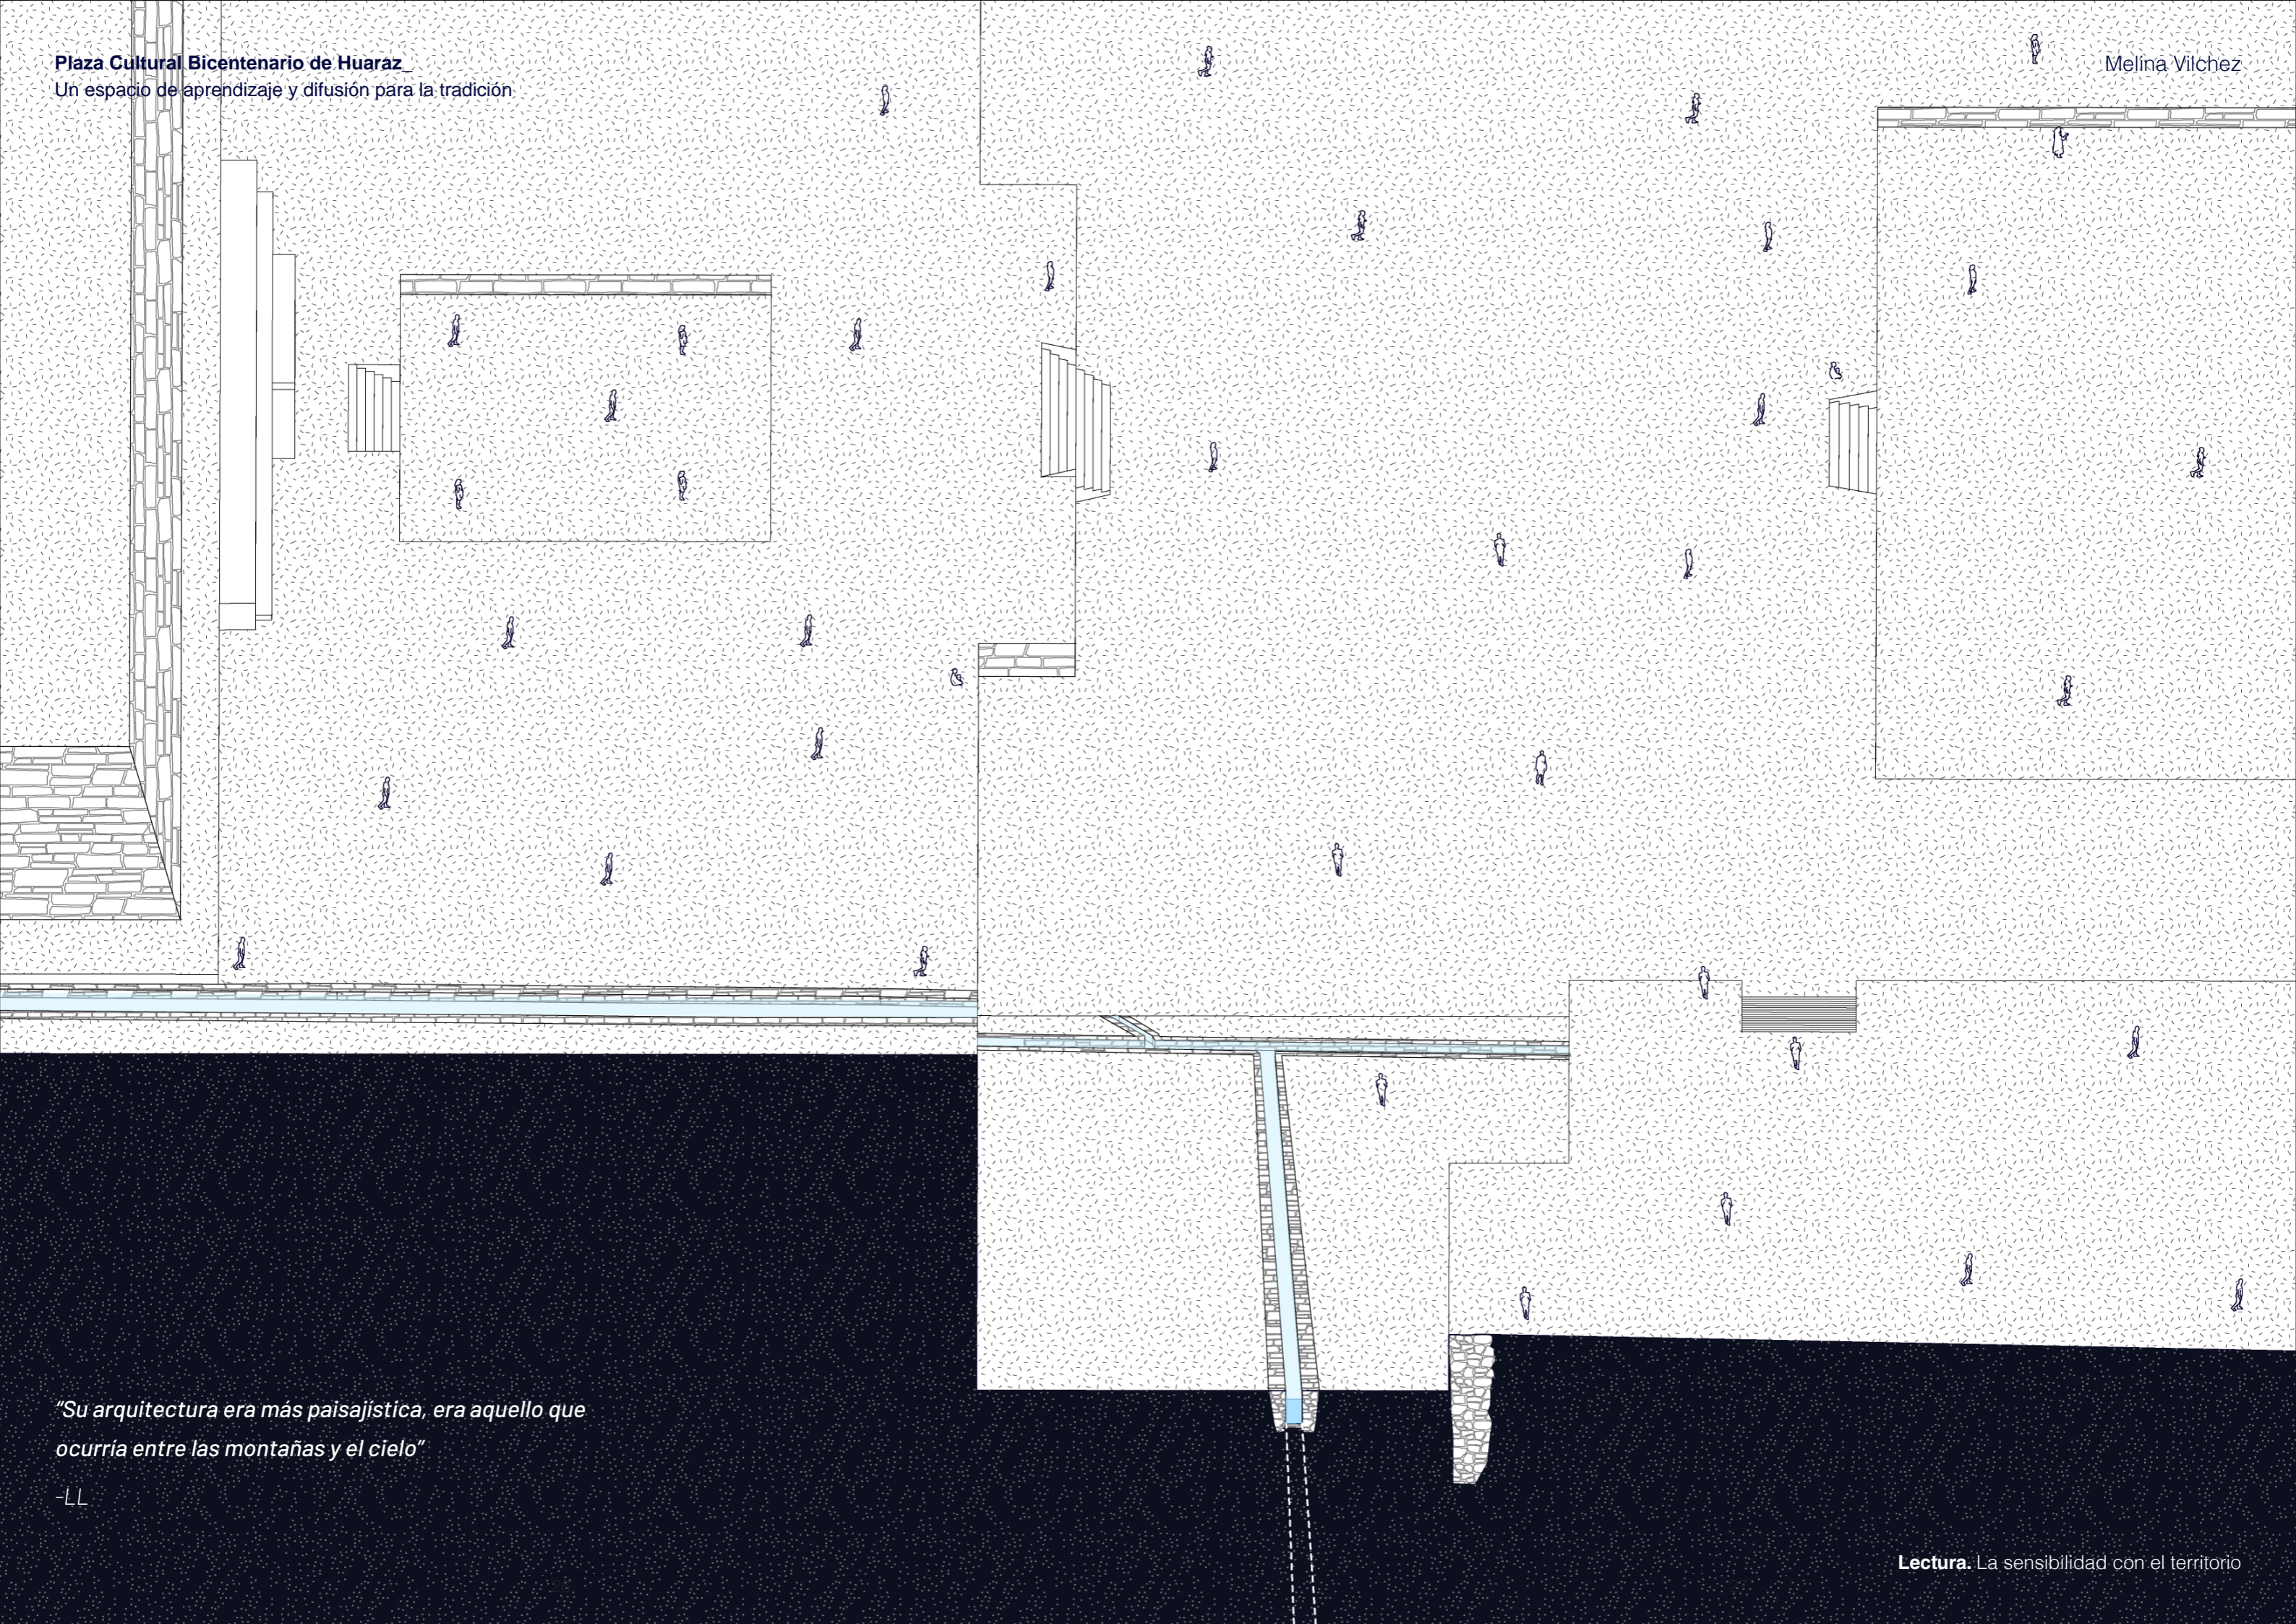 Plaza Cultural Bicentenario de Huaraz_
Un espacio de aprendizaje y difusión para la tradición
Melina Vilchez
“Su arquitectura era más paisajística, era aquello que
ocurría entre las montañas y el cielo”
-LL
Lectura. La sensibilidad con el territorio